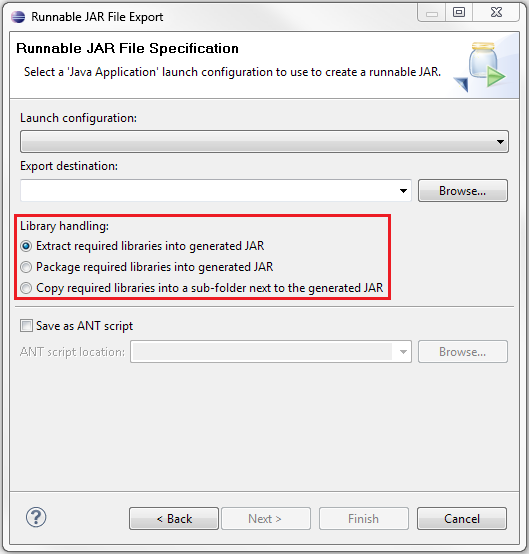 Runnable JAR File Export
Runnable JAR File Specification
Select a 'Java Application' launch configuration to use to create a runnable JAR.
Launch configuration:
Export destination:
Browse...
Library handling:
Extract required libraries into generated JAR
Package required libraries into generated JAR
Copy required libraries into a sub-folder next to the generated JAR
Save as ANT script
ANT script location:
Browse...
?
< Back
Next >
Finish
Cancel